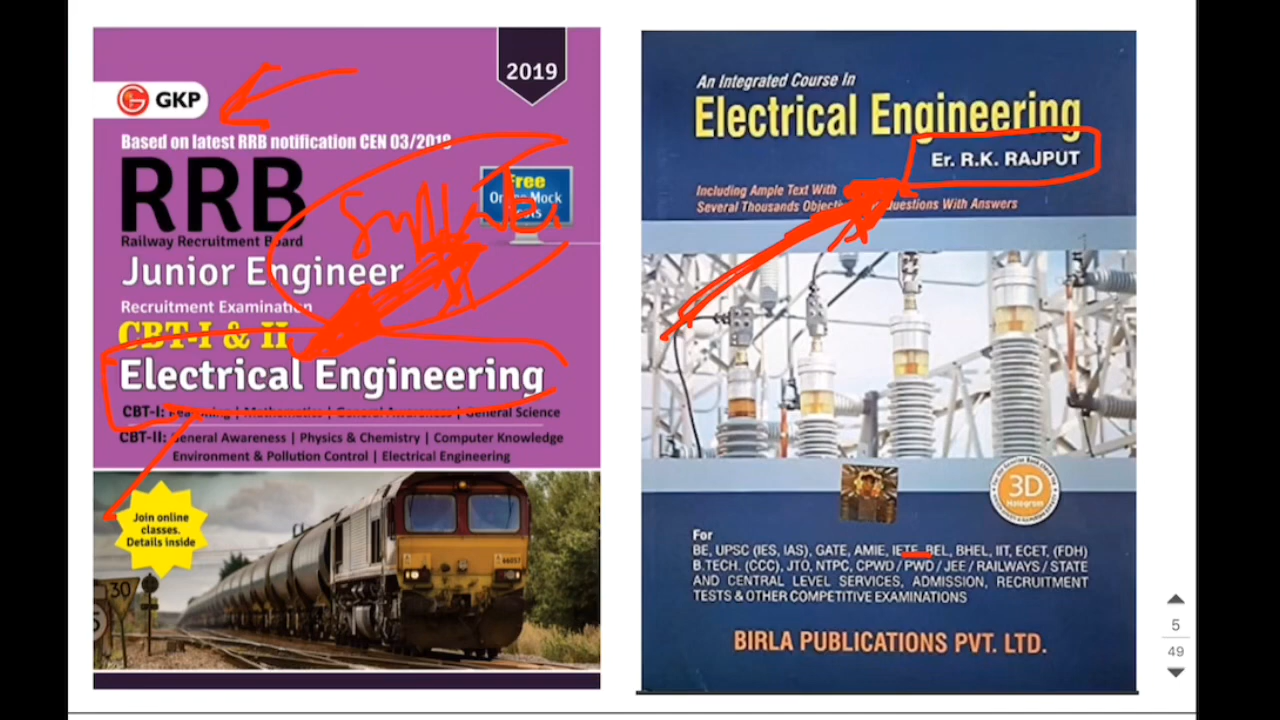 2019
GKP
Based on latest RRB notification CEN 03/2018
RRB
Free
Online Mock
Tests
Railway Recruitment Board
Junior Engineer
Recruitment Examination
CBT-I & II
Electrical Engineering
CBT-I: Reasoning | Mathematics | General Awareness | General Science
CBT-II: General Awareness | Physics & Chemistry | Computer Knowledge
Environment & Pollution Control | Electrical Engineering
Join online
classes.
Details inside
30
An Integrated Course In
Electrical Engineering
Er. R.K. RAJPUT
Including Ample Text With
Several Thousands Questions With Answers
3D
Hologram
For
BE, UPSC (IES, IAS), GATE, AMIE, IETE, BEL, BHEL, IIT, ECET, (FDH)
B.TECH. (CCC), JTO, NTPC, CPWD / PWD / JEE / RAILWAYS / STATE
AND CENTRAL LEVEL SERVICES, ADMISSION, RECRUITMENT
TESTS & OTHER COMPETITIVE EXAMINATIONS
BIRLA PUBLICATIONS PVT. LTD.
5
49